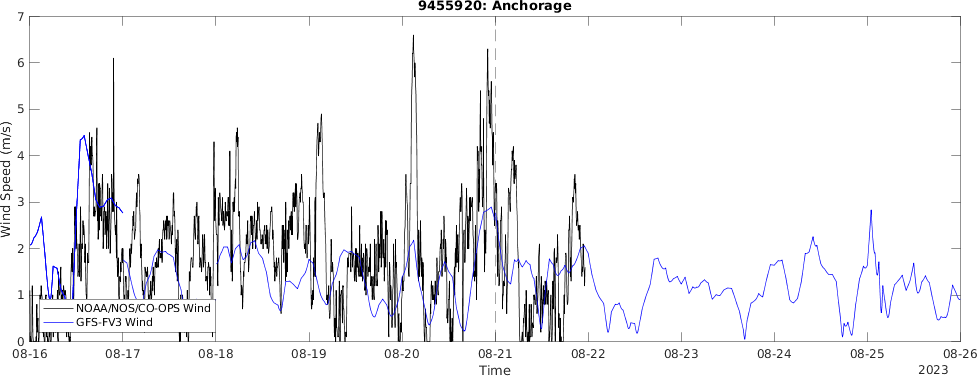 9455920: Anchorage
7
6
5
4
3
2
1
0
Wind Speed (m/s)
NOAA/NOS/CO-OPS Wind
GFS-FV3 Wind
08-16 08-17 08-18 08-19 08-20 08-21 08-22 08-23 08-24 08-25 08-26
Time
2023